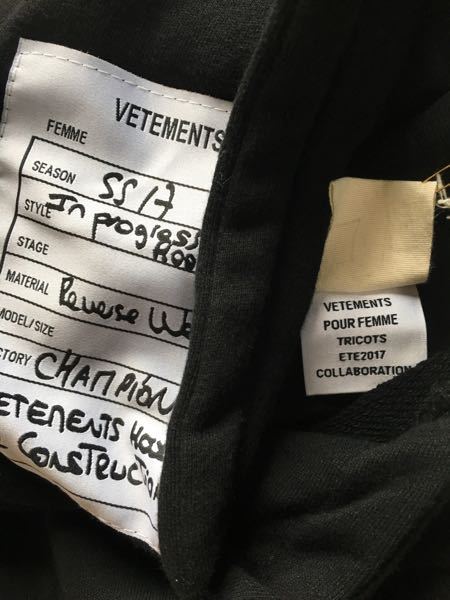 VETEMENTS
FEMME
SEASON SS17
STYLE In progress
STAGE
MATERIAL Reverse
MODEL/SIZE
CHAMPION
CONSTRUCTION
VETEMENTS
POUR FEMME
TRICOTS
ETE2017
COLLABORATION